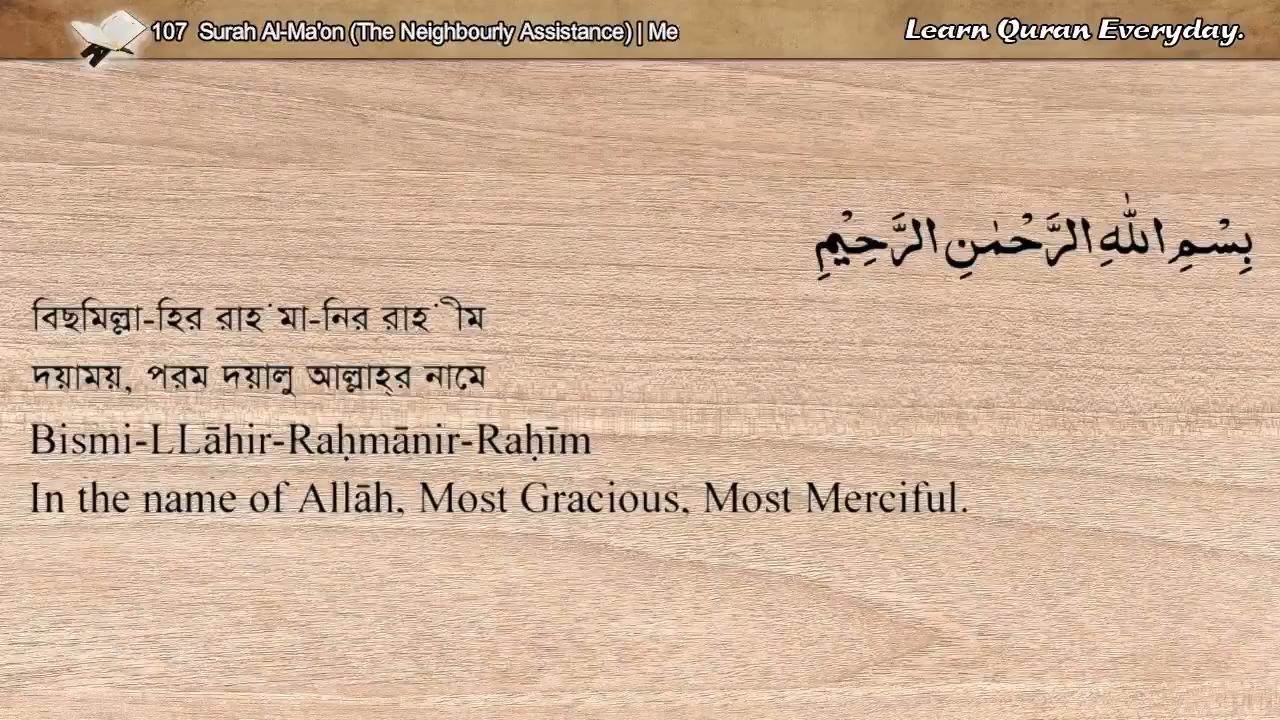 107 Surah Al-Ma'on (The Neighbourly Assistance) | Me
Learn Quran Everyday.
بِسْمِ اللّٰهِ الرَّحْمٰنِ الرَّحِيْمِ
বিছমিল্লা-হির রাহ'মা-নির রাহ'ীম
দয়াময়, পরম দয়ালু আল্লাহ্‌র নামে
Bismi-LLāhir-Raḥmānir-Raḥīm
In the name of Allāh, Most Gracious, Most Merciful.